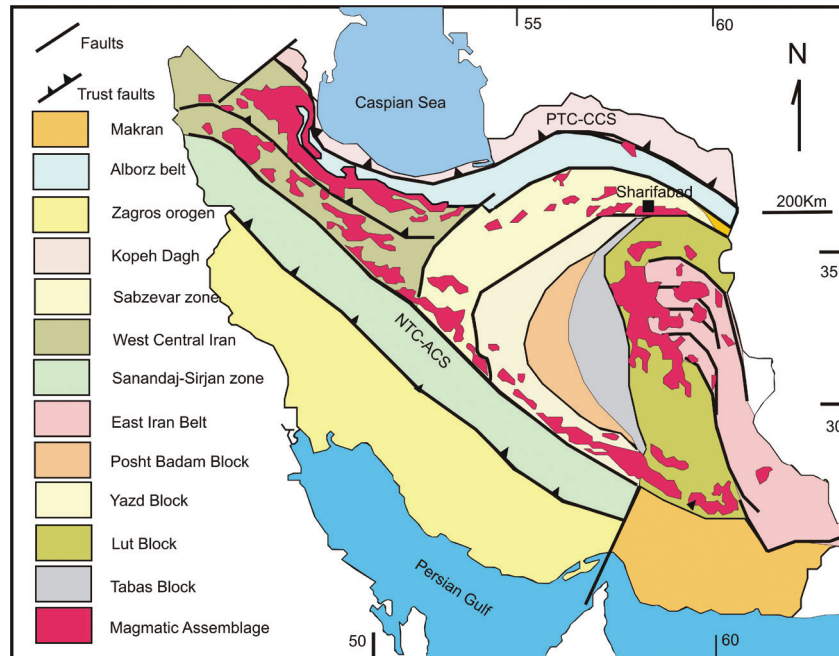 55
60
Faults
Trust faults
Makran
Alborz belt
Zagros orogen
Kopeh Dagh
Sabzevar zone
West Central Iran
Sanandaj-Sirjan zone
East Iran Belt
Posht Badam Block
Yazd Block
Lut Block
Tabas Block
Magmatic Assemblage
Caspian Sea
PTC-CCS
N
Sharifabad
200Km
35
NTC-ACS
30
Persian Gulf
50
60